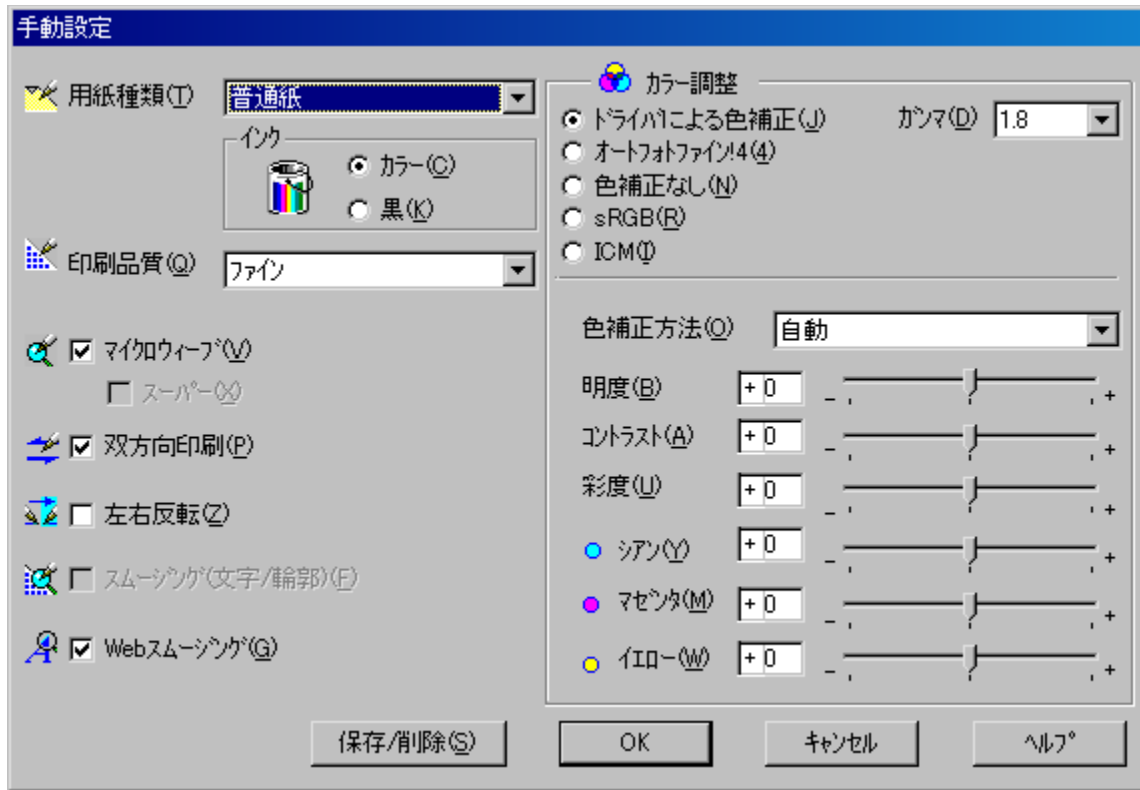 手動設定
用紙種類(T)
普通紙
インク
カラー(C)
黒(K)
印刷品質(Q)
ファイン
マイクロウィーブ(V)
スーパー(X)
双方向印刷(P)
左右反転(Z)
スムージング(文字/輪郭)(F)
Webスムージング(G)
カラー調整
ドライバによる色補正(J)
ガンマ(D)
1.8
オートフォトファイン!4(4)
色補正なし(N)
sRGB(R)
ICM(I)
色補正方法(O)
自動
明度(B) +0 - +
コントラスト(A) +0 - +
彩度(U) +0 - +
シアン(Y) +0 - +
マゼンタ(M) +0 - +
イエロー(W) +0 - +
保存/削除(S)
OK
キャンセル
ヘルプ